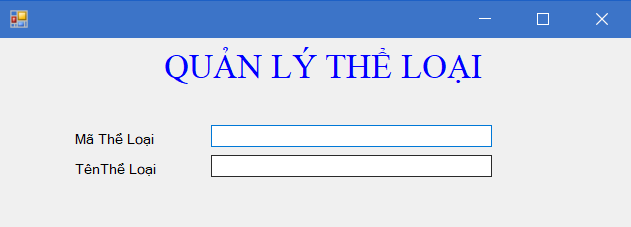 QUẢN LÝ THỂ LOẠI
Mã Thể Loại
TênThể Loại